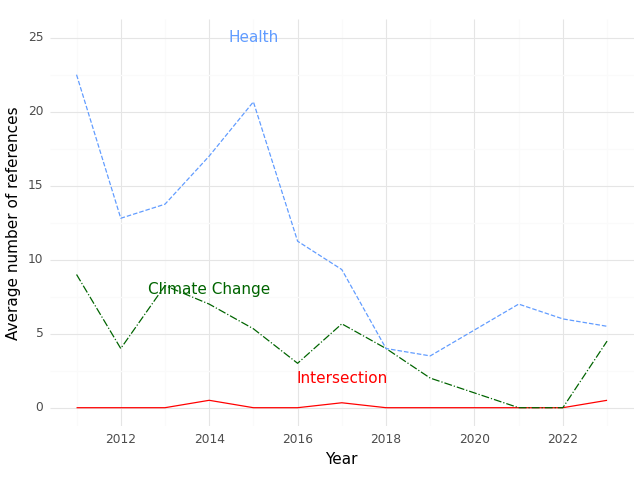 Health
Climate Change
Intersection
Average number of references
25
20
15
10
5
0
2012 2014 2016 2018 2020 2022
Year